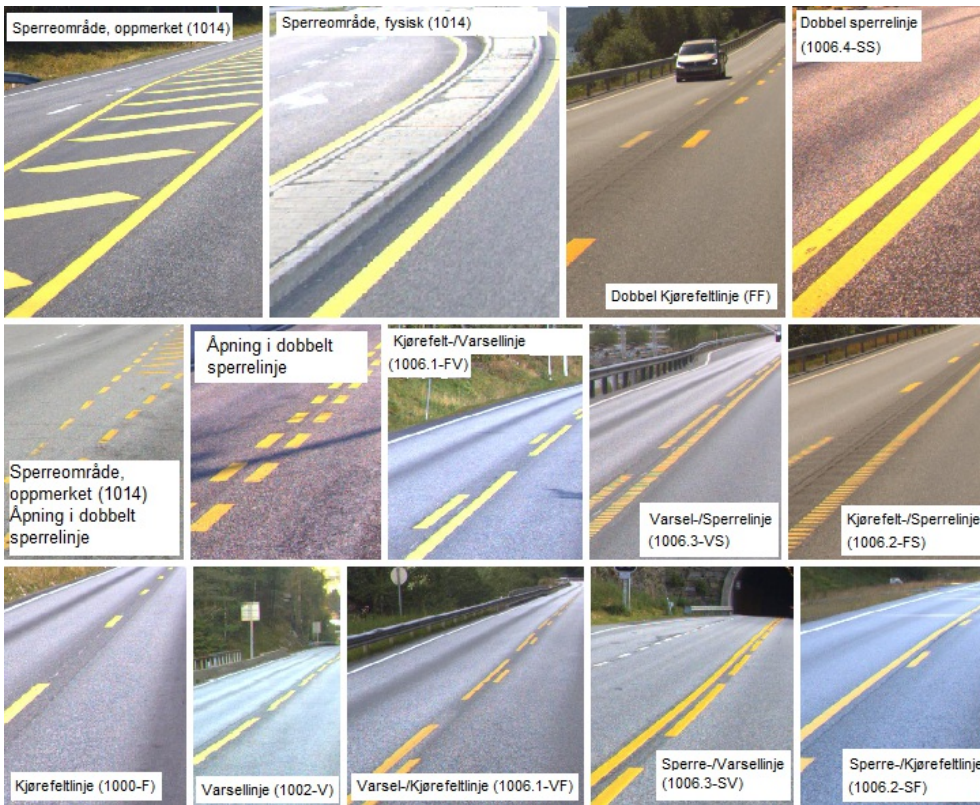 Sperreområde, oppmerket (1014)
Sperreområde, fysisk (1014)
Dobbel Kjørefeltlinje (FF)
Dobbel sperrelinje
(1006.4-SS)
Sperreområde,
oppmerket (1014)
Åpning i dobbelt
sperrelinje
Åpning i dobbelt
sperrelinje
Kjørefelt-/Varsellinje
(1006.1-FV)
Varsel-/Sperrelinje
(1006.3-VS)
Kjørefelt-/Sperrelinje
(1006.2-FS)
Kjørefeltlinje (1000-F)
Varsellinje (1002-V)
Varsel-/Kjørefeltlinje (1006.1-VF)
Sperre-/Varsellinje
(1006.3-SV)
Sperre-/Kjørefeltlinje
(1006.2-SF)